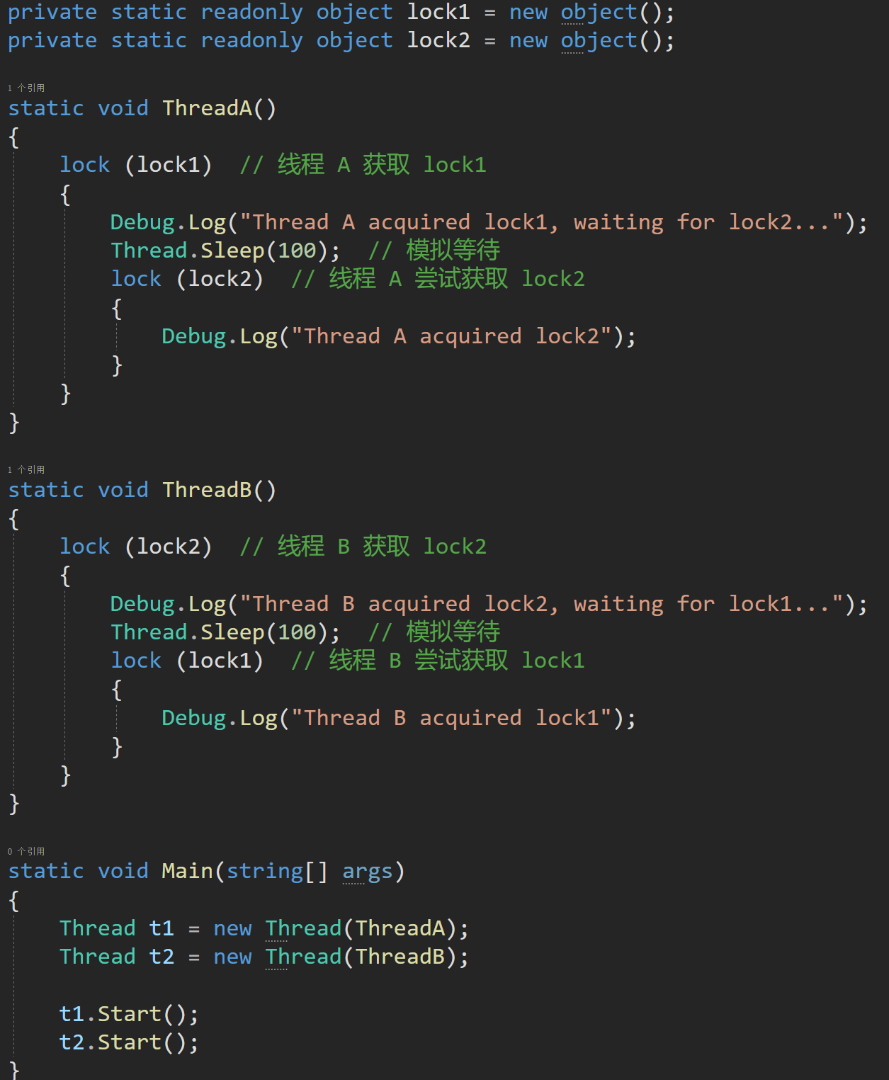 private static readonly object lock1 = new object();
private static readonly object lock2 = new object();
1 个引用
static void ThreadA()
{
lock (lock1)  // 线程 A 获取 lock1
{
Debug.Log("Thread A acquired lock1, waiting for lock2...");
Thread.Sleep(100);  // 模拟等待
lock (lock2)  // 线程 A 尝试获取 lock2
{
Debug.Log("Thread A acquired lock2");
}
}
}
1 个引用
static void ThreadB()
{
lock (lock2)  // 线程 B 获取 lock2
{
Debug.Log("Thread B acquired lock2, waiting for lock1...");
Thread.Sleep(100);  // 模拟等待
lock (lock1)  // 线程 B 尝试获取 lock1
{
Debug.Log("Thread B acquired lock1");
}
}
}
0 个引用
static void Main(string[] args)
{
Thread t1 = new Thread(ThreadA);
Thread t2 = new Thread(ThreadB);
t1.Start();
t2.Start();
}